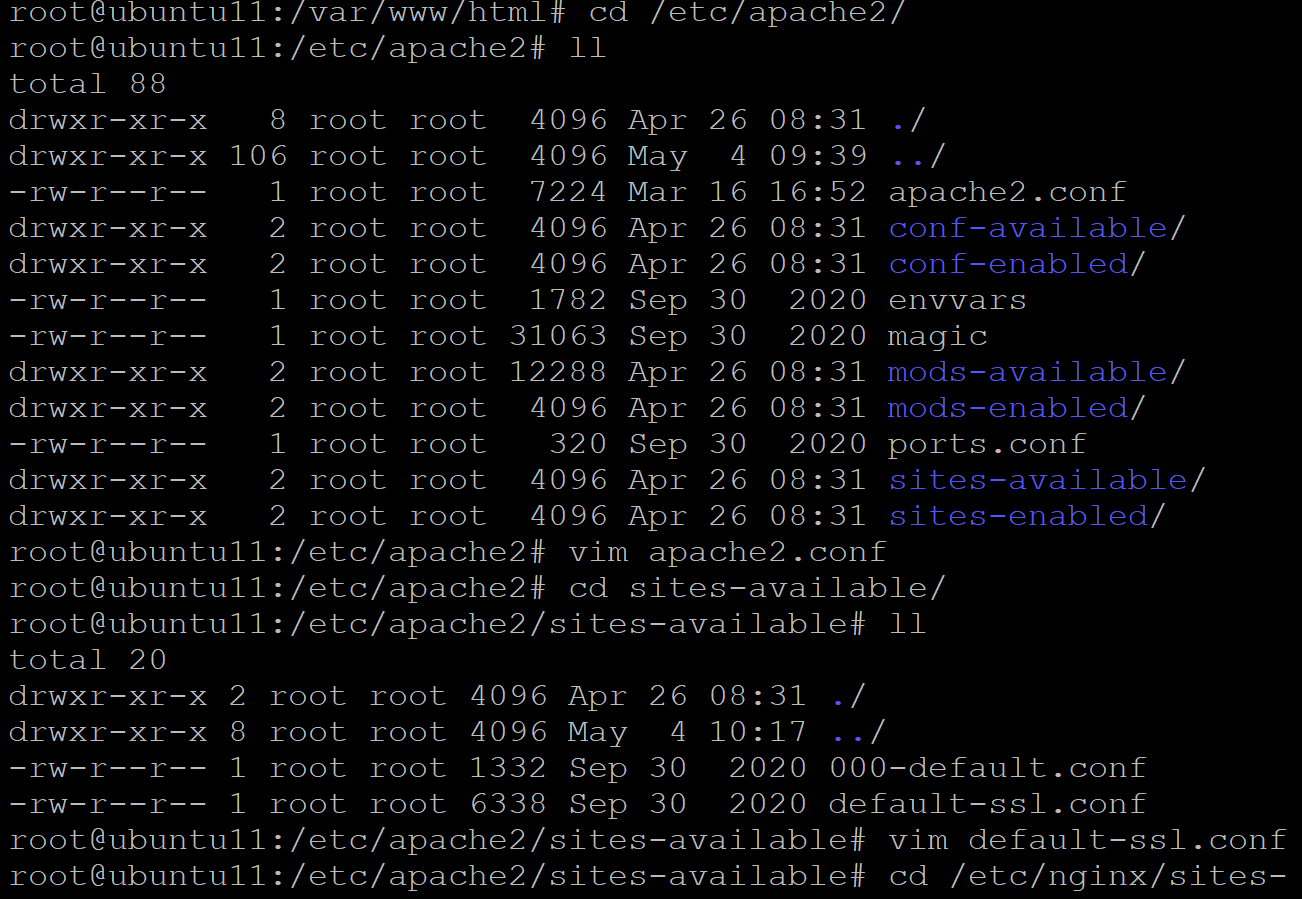 root@ubuntu11:/var/www/html# cd /etc/apache2/
root@ubuntu11:/etc/apache2# ll
total 88
drwxr-xr-x   8 root root  4096 Apr 26 08:31 ./
drwxr-xr-x 106 root root  4096 May  4 09:39 ../
-rw-r--r--   1 root root  7224 Mar 16 16:52 apache2.conf
drwxr-xr-x   2 root root  4096 Apr 26 08:31 conf-available/
drwxr-xr-x   2 root root  4096 Apr 26 08:31 conf-enabled/
-rw-r--r--   1 root root  1782 Sep 30  2020 envvars
-rw-r--r--   1 root root 31063 Sep 30  2020 magic
drwxr-xr-x   2 root root 12288 Apr 26 08:31 mods-available/
drwxr-xr-x   2 root root  4096 Apr 26 08:31 mods-enabled/
-rw-r--r--   1 root root   320 Sep 30  2020 ports.conf
drwxr-xr-x   2 root root  4096 Apr 26 08:31 sites-available/
drwxr-xr-x   2 root root  4096 Apr 26 08:31 sites-enabled/
root@ubuntu11:/etc/apache2# vim apache2.conf
root@ubuntu11:/etc/apache2# cd sites-available/
root@ubuntu11:/etc/apache2/sites-available# ll
total 20
drwxr-xr-x 2 root root 4096 Apr 26 08:31 ./
drwxr-xr-x 8 root root 4096 May  4 10:17 ../
-rw-r--r-- 1 root root 1332 Sep 30  2020 000-default.conf
-rw-r--r-- 1 root root 6338 Sep 30  2020 default-ssl.conf
root@ubuntu11:/etc/apache2/sites-available# vim default-ssl.conf
root@ubuntu11:/etc/apache2/sites-available# cd /etc/nginx/sites-